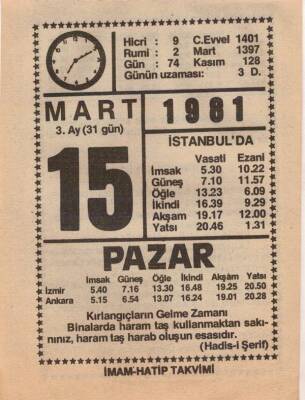 Hicri : 9 C.Evvel 1401
Rumi : 2 Mart 1397
Gün : 74 Kasım 128
Günün uzaması: 3 D.
MART 1981
3. Ay (31 gün)
15
İSTANBUL'DA
Vasati Ezani
İmsak 5.30 10.22
Güneş 7.10 11.57
Öğle 13.23 6.09
İkindi 16.39 9.29
Akşam 19.17 12.00
Yatsı 20.46 1.31
PAZAR
İmsak Güneş Öğle İkindi Akşam Yatsı
İzmir 5.40 7.16 13.30 16.48 19.25 20.50
Ankara 5.15 6.54 13.07 16.24 19.01 20.28
Kırlangıçların Gelme Zamanı
Binalarda haram taş kullanmaktan sakı-
nınız, haram taş harab oluşun esasıdır.
(Hadis-i Şerif)
İMAM-HATİP TAKVİMİ